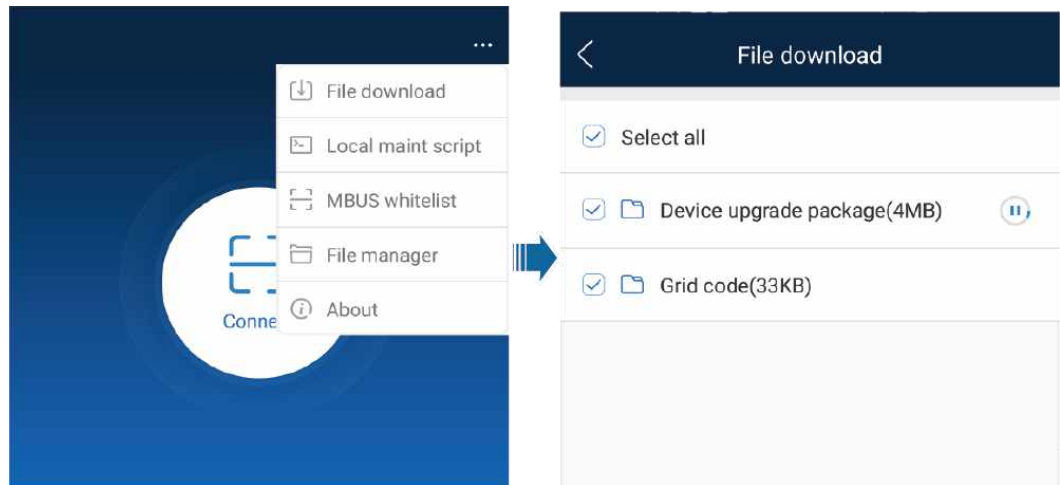 ...
File download
Local maint script
MBUS whitelist
File manager
About
Conne
File download
Select all
Device upgrade package(4MB)
Grid code(33KB)